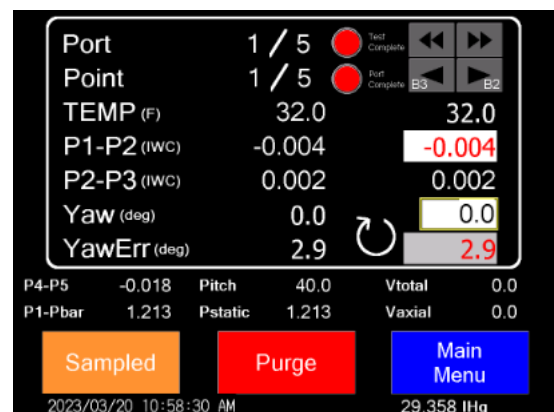 Port 1 / 5 Test Complete
Point 1 / 5 Port Complete B3 B2
TEMP (F) 32.0 32.0
P1-P2 (IWC) -0.004 -0.004
P2-P3 (IWC) 0.002 0.002
Yaw (deg) 0.0 0.0
YawErr (deg) 2.9 2.9
P4-P5 -0.018 Pitch 40.0 Vtotal 0.0
P1-Pbar 1.213 Pstatic 1.213 Vaxial 0.0
Sampled Purge Main Menu
2023/03/20 10:58:30 AM 29.358 IHg